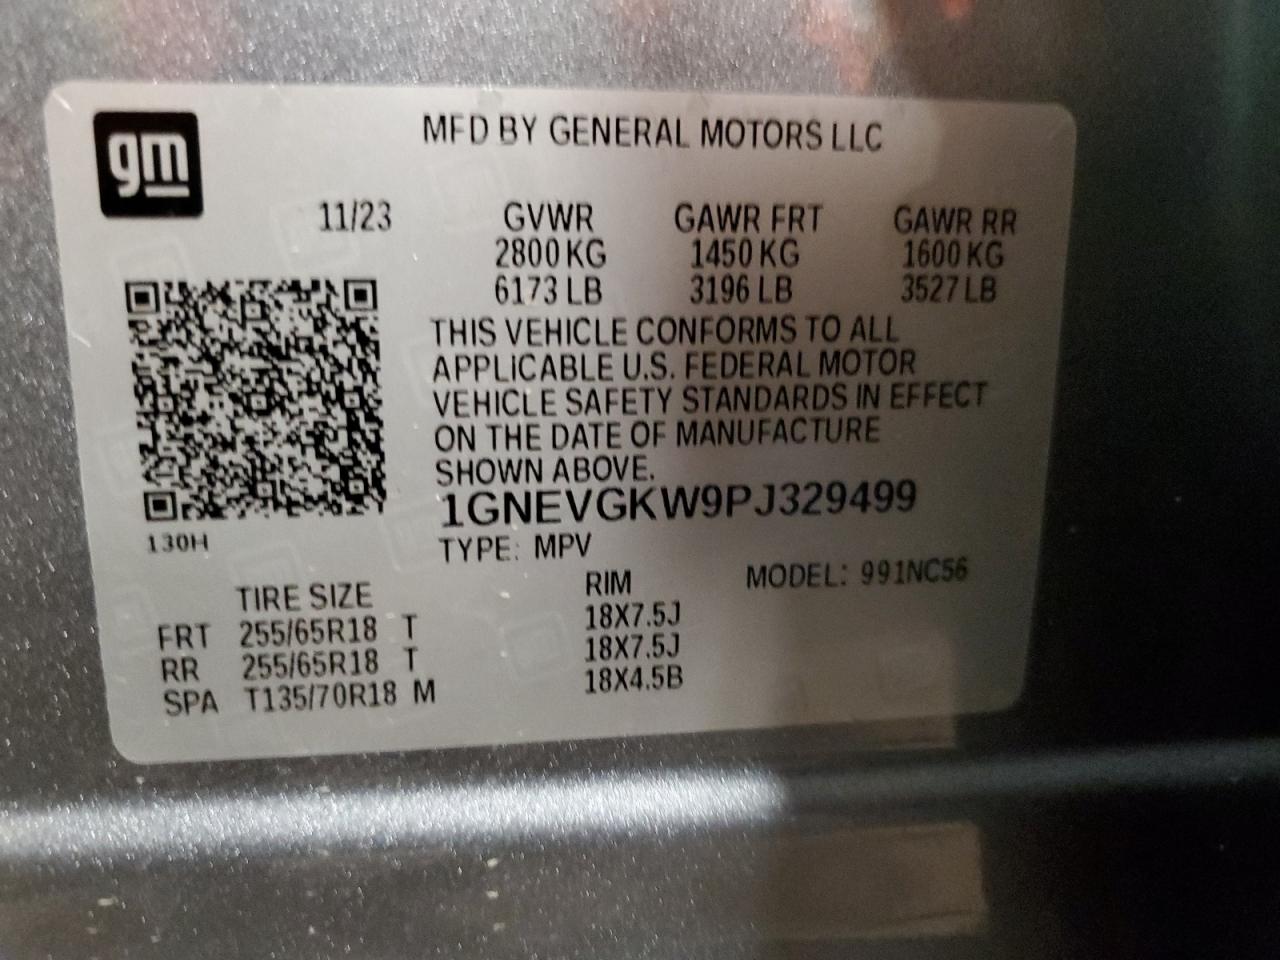 gm
MFD BY GENERAL MOTORS LLC
11/23 GVWR GAWR FRT GAWR RR
2800 KG 1450 KG 1600 KG
6173 LB 3196 LB 3527 LB
THIS VEHICLE CONFORMS TO ALL
APPLICABLE U.S. FEDERAL MOTOR
VEHICLE SAFETY STANDARDS IN EFFECT
ON THE DATE OF MANUFACTURE
SHOWN ABOVE.
1GNEVGKW9PJ329499
130H
TYPE: MPV
TIRE SIZE RIM MODEL: 991NC56
FRT 255/65R18 T 18X7.5J
RR 255/65R18 T 18X7.5J
SPA T135/70R18 M 18X4.5B